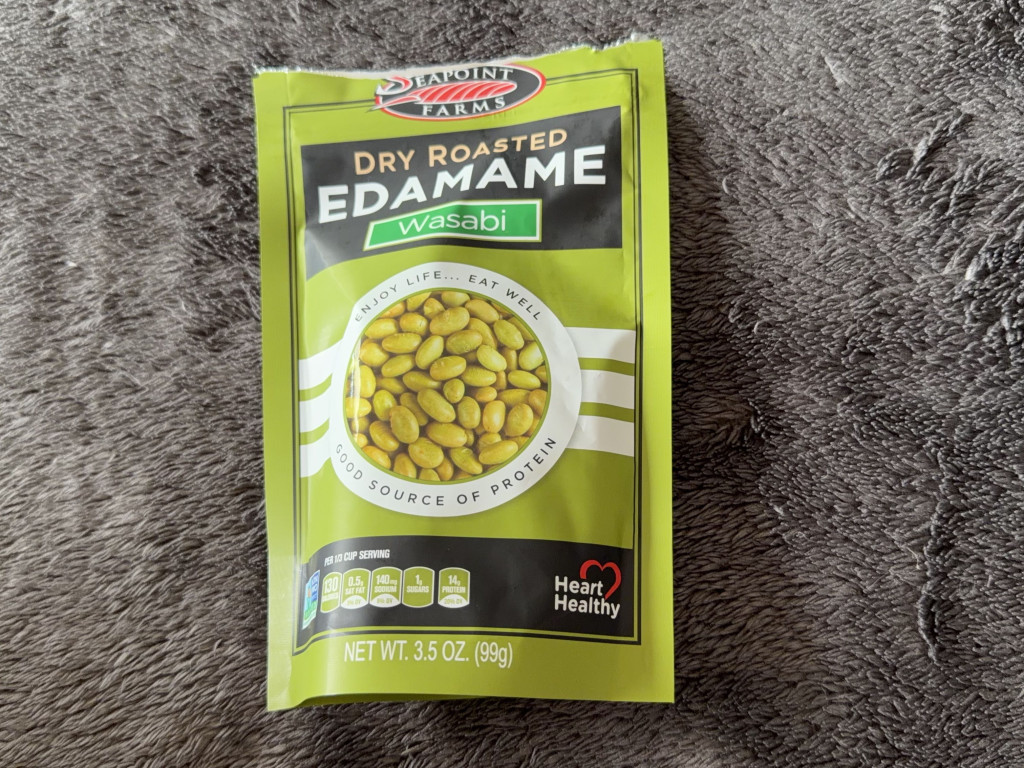 SEAPOINT
FARMS
DRY ROASTED
EDAMAME
wasabi
ENJOY LIFE... EAT WELL
GOOD SOURCE OF PROTEIN
PER 1/3 CUP SERVING
130 CALORIES
0.5g SAT FAT
140mg SODIUM
1g SUGARS
14g PROTEIN
Heart
Healthy
NET WT. 3.5 OZ. (99g)